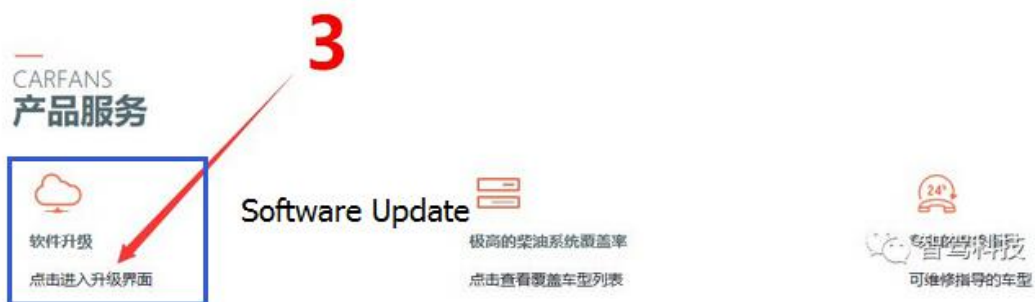 3
CARFANS
产品服务
Software Update
24°
软件升级
极高的柴油系统覆盖率
智驾科技
点击进入升级界面
点击查看覆盖车型列表
可维修指导的车型